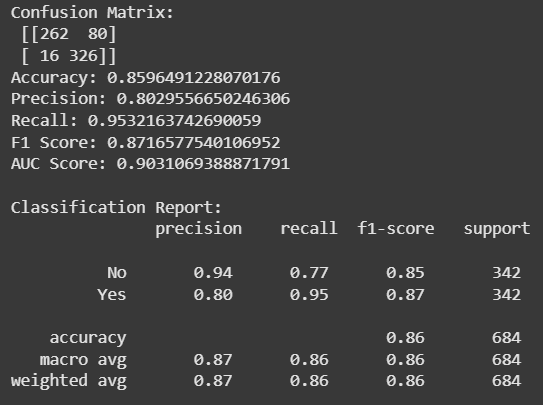 Confusion Matrix:
[[262  80]
[ 16 326]]
Accuracy: 0.8596491228070176
Precision: 0.8029556650246306
Recall: 0.9532163742690059
F1 Score: 0.8716577540106952
AUC Score: 0.9031069388871791
Classification Report:
precision    recall  f1-score   support
No       0.94      0.77      0.85       342
Yes       0.80      0.95      0.87       342
accuracy                           0.86       684
macro avg       0.87      0.86      0.86       684
weighted avg       0.87      0.86      0.86       684